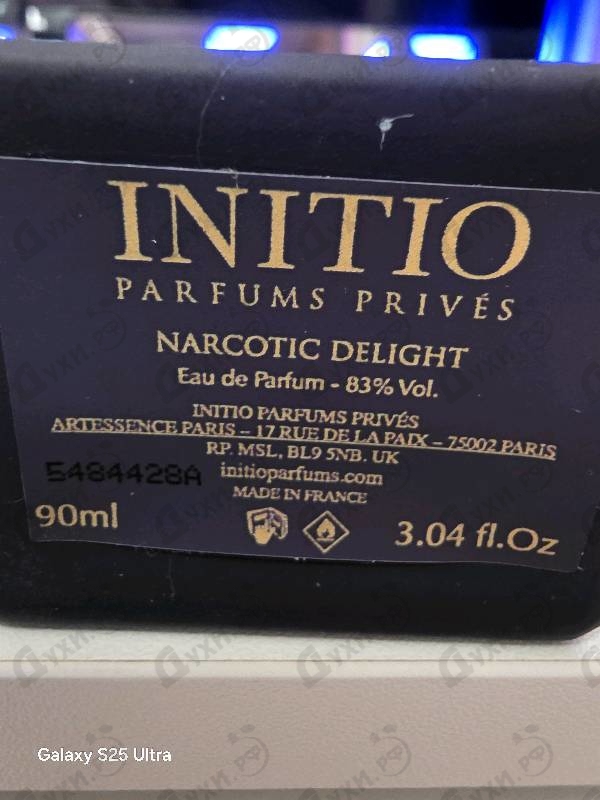 INITIO
PARFUMS PRIVÉS
NARCOTIC DELIGHT
Eau de Parfum - 83% Vol.
INITIO PARFUMS PRIVÉS
ARTESSENCE PARIS – 17 RUE DE LA PAIX – 75002 PARIS
RP. MSL, BL9 5NB. UK
5484428A initioparfums.com
MADE IN FRANCE
90ml 3.04 fl.Oz
Galaxy S25 Ultra
Духи.рф